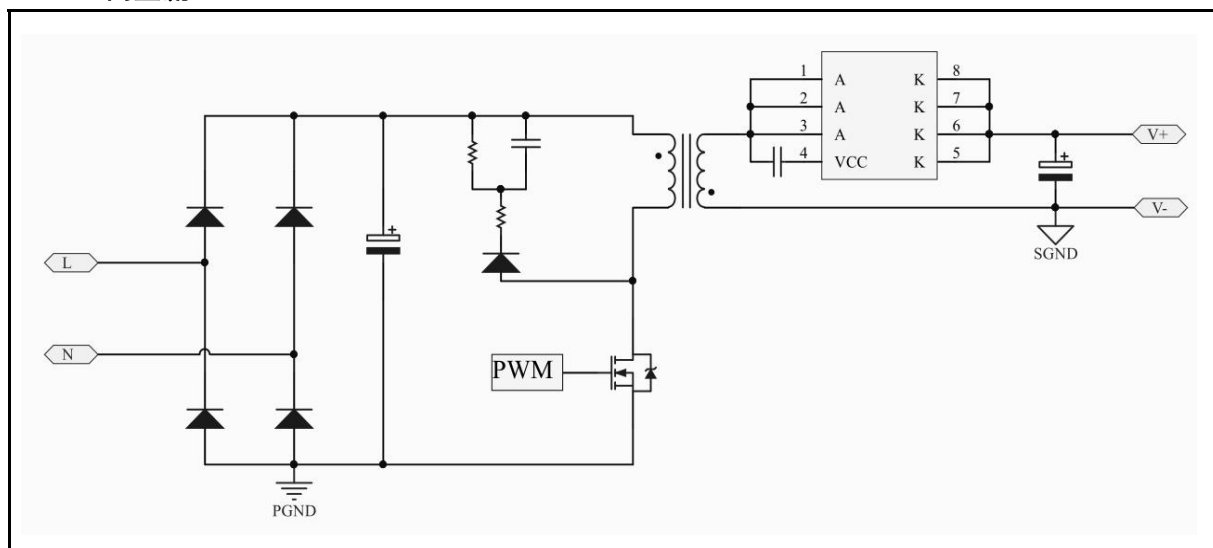 1 A K 8
2 A K 7
3 A K 6
4 VCC K 5
V+
V-
SGND
L
N
PWM
PGND
+
+